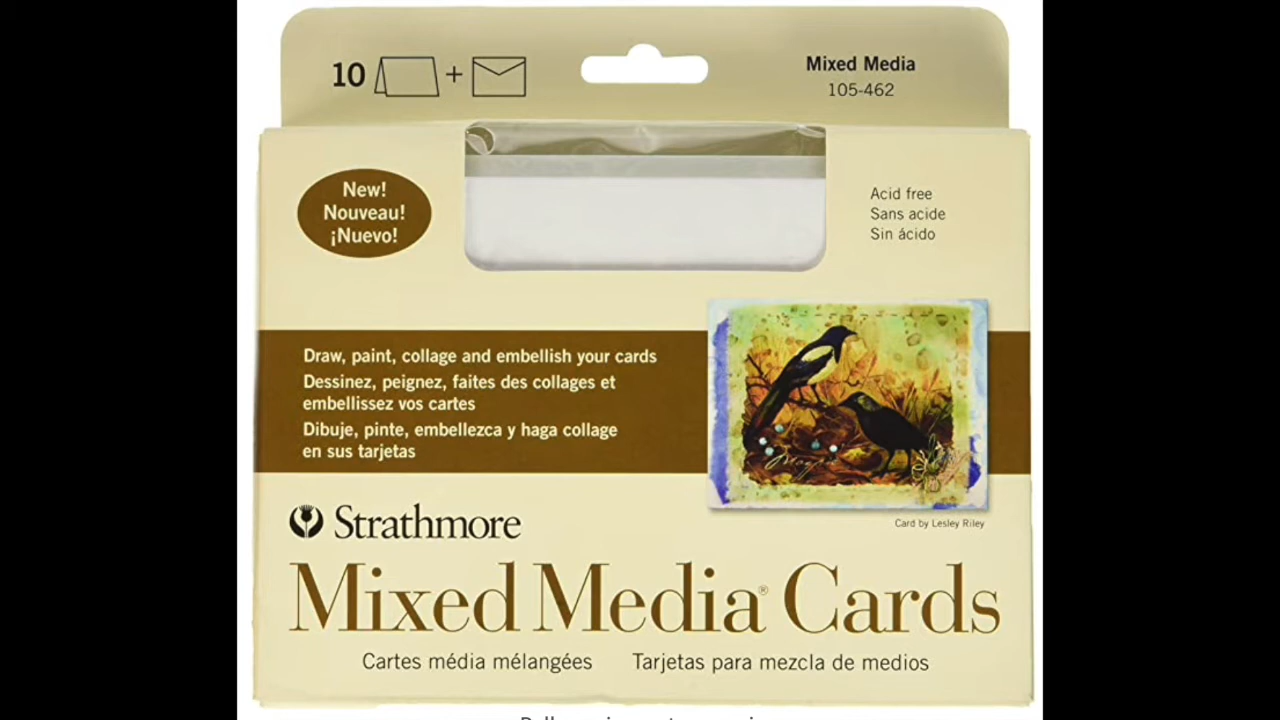 10 +
Mixed Media
105-462
New!
Nouveau!
¡Nuevo!
Acid free
Sans acide
Sin ácido
Draw, paint, collage and embellish your cards
Dessinez, peignez, faites des collages et
embellissez vos cartes
Dibuje, pinte, embellezca y haga collage
en sus tarjetas
Card by Lesley Riley
Strathmore
Mixed Media® Cards
Cartes média mélangées Tarjetas para mezcla de medios